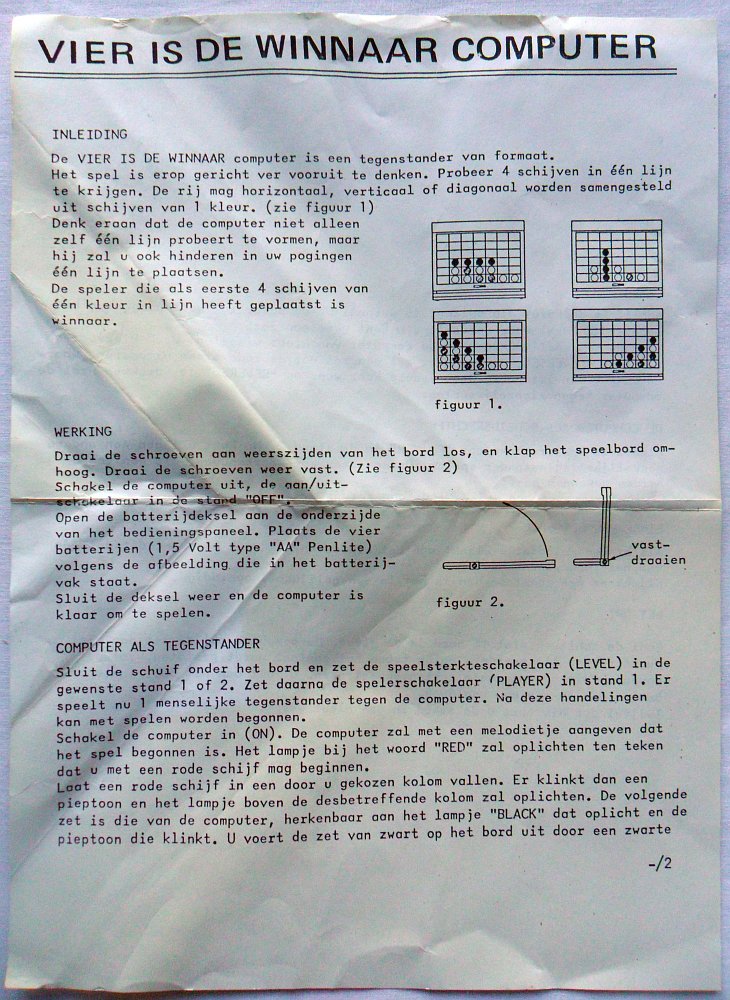 VIER IS DE WINNAAR COMPUTER
INLEIDING
De VIER IS DE WINNAAR computer is een tegenstander van formaat.
Het spel is erop gericht ver vooruit te denken. Probeer 4 schijven in één lijn
te krijgen. De rij mag horizontaal, verticaal of diagonaal worden samengesteld
uit schijven van 1 kleur. (zie figuur 1)
Denk eraan dat de computer niet alleen
zelf één lijn probeert te vormen, maar
hij zal u ook hinderen in uw pogingen
één lijn te plaatsen.
De speler die als eerste 4 schijven van
één kleur in lijn heeft geplaatst is
winnaar.
figuur 1.
WERKING
Draai de schroeven aan weerszijden van het bord los, en klap het speelbord om-
hoog. Draai de schroeven weer vast. (Zie figuur 2)
Schakel de computer uit, de aan/uit-
schakelaar in de stand "OFF".
Open de batterijdeksel aan de onderzijde
van het bedieningspaneel. Plaats de vier
batterijen (1,5 Volt type "AA" Penlite)
volgens de afbeelding die in het batterij-
vak staat.
Sluit de deksel weer en de computer is
klaar om te spelen.
vast-
draaien
figuur 2.
COMPUTER ALS TEGENSTANDER
Sluit de schuif onder het bord en zet de speelsterkteschakelaar (LEVEL) in de
gewenste stand 1 of 2. Zet daarna de spelerschakelaar (PLAYER) in stand 1. Er
speelt nu 1 menselijke tegenstander tegen de computer. Na deze handelingen
kan met spelen worden begonnen.
Schakel de computer in (ON). De computer zal met een melodietje aangeven dat
het spel begonnen is. Het lampje bij het woord "RED" zal oplichten ten teken
dat u met een rode schijf mag beginnen.
Laat een rode schijf in een door u gekozen kolom vallen. Er klinkt dan een
pieptoon en het lampje boven de desbetreffende kolom zal oplichten. De volgende
zet is die van de computer, herkenbaar aan het lampje "BLACK" dat oplicht en de
pieptoon die klinkt. U voert de zet van zwart op het bord uit door een zwarte
-/2